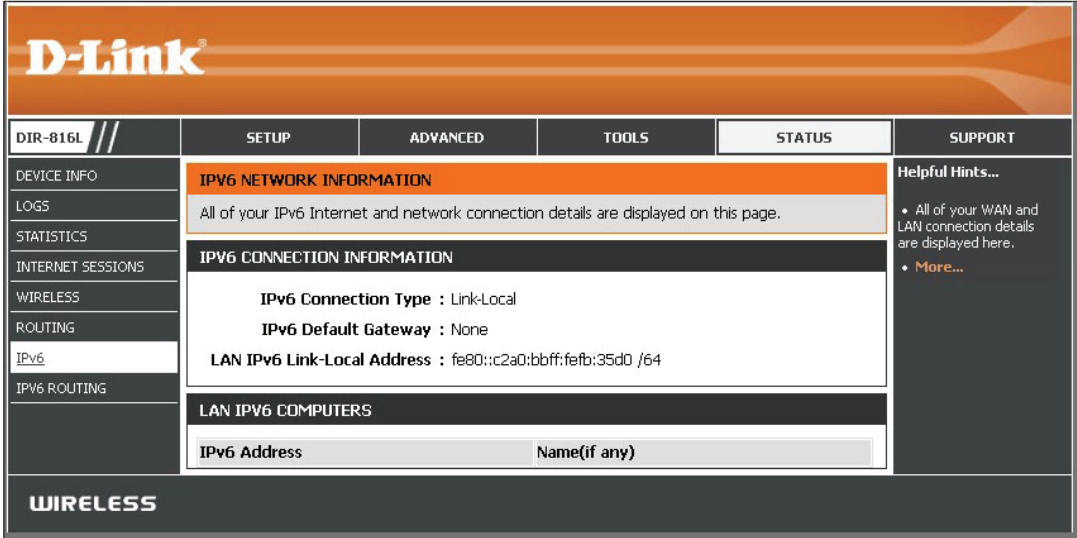 D-Link®
DIR-816L
SETUP
ADVANCED
TOOLS
STATUS
SUPPORT
DEVICE INFO
LOGS
STATISTICS
INTERNET SESSIONS
WIRELESS
ROUTING
IPv6
IPV6 ROUTING
IPV6 NETWORK INFORMATION
All of your IPv6 Internet and network connection details are displayed on this page.
IPV6 CONNECTION INFORMATION
IPv6 Connection Type : Link-Local
IPv6 Default Gateway : None
LAN IPv6 Link-Local Address : fe80::c2a0:bbff:fefb:35d0 /64
LAN IPV6 COMPUTERS
IPv6 Address Name(if any)
Helpful Hints...
• All of your WAN and
LAN connection details
are displayed here.
• More...
WIRELESS